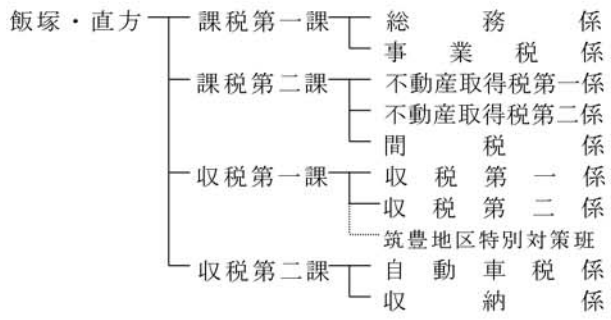 飯塚・直方 課税第一課 総務係
事業税係
課税第二課 不動産取得税第一係
不動産取得税第二係
間税係
収税第一課 収税第一係
収税第二係
筑豊地区特別対策班
収税第二課 自動車税係
収納係